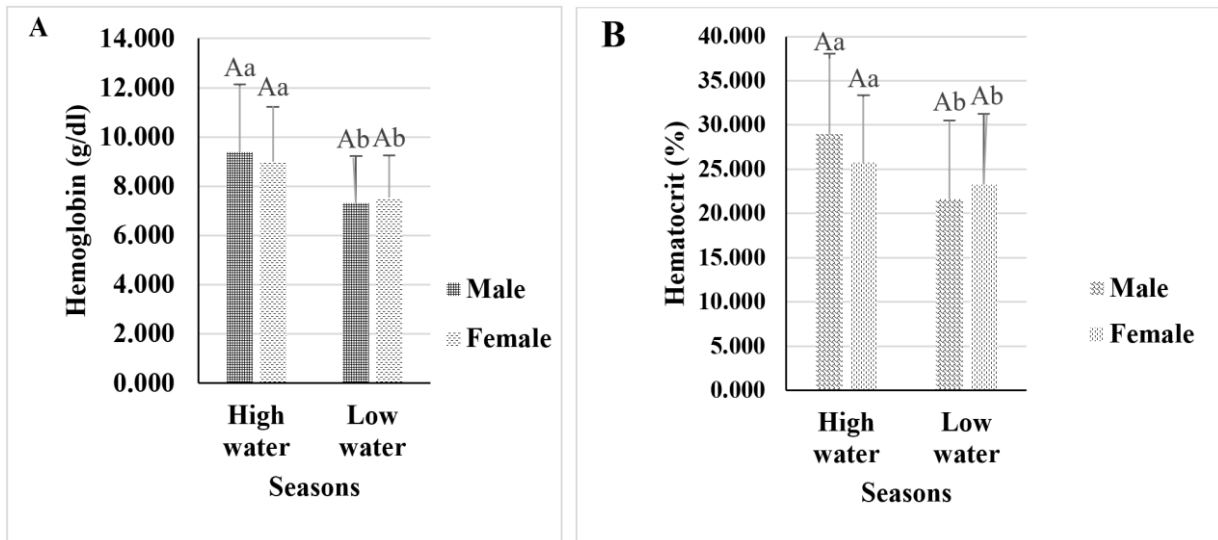 A
Hemoglobin (g/dl)
14.000
12.000
10.000
8.000
6.000
4.000
2.000
0.000
Aa
Aa
Ab
Ab
High
water
Low
water
Seasons
Male
Female
B
Hematocrit (%)
40.000
35.000
30.000
25.000
20.000
15.000
10.000
5.000
0.000
Aa
Aa
Ab
Ab
High
water
Low
water
Seasons
Male
Female